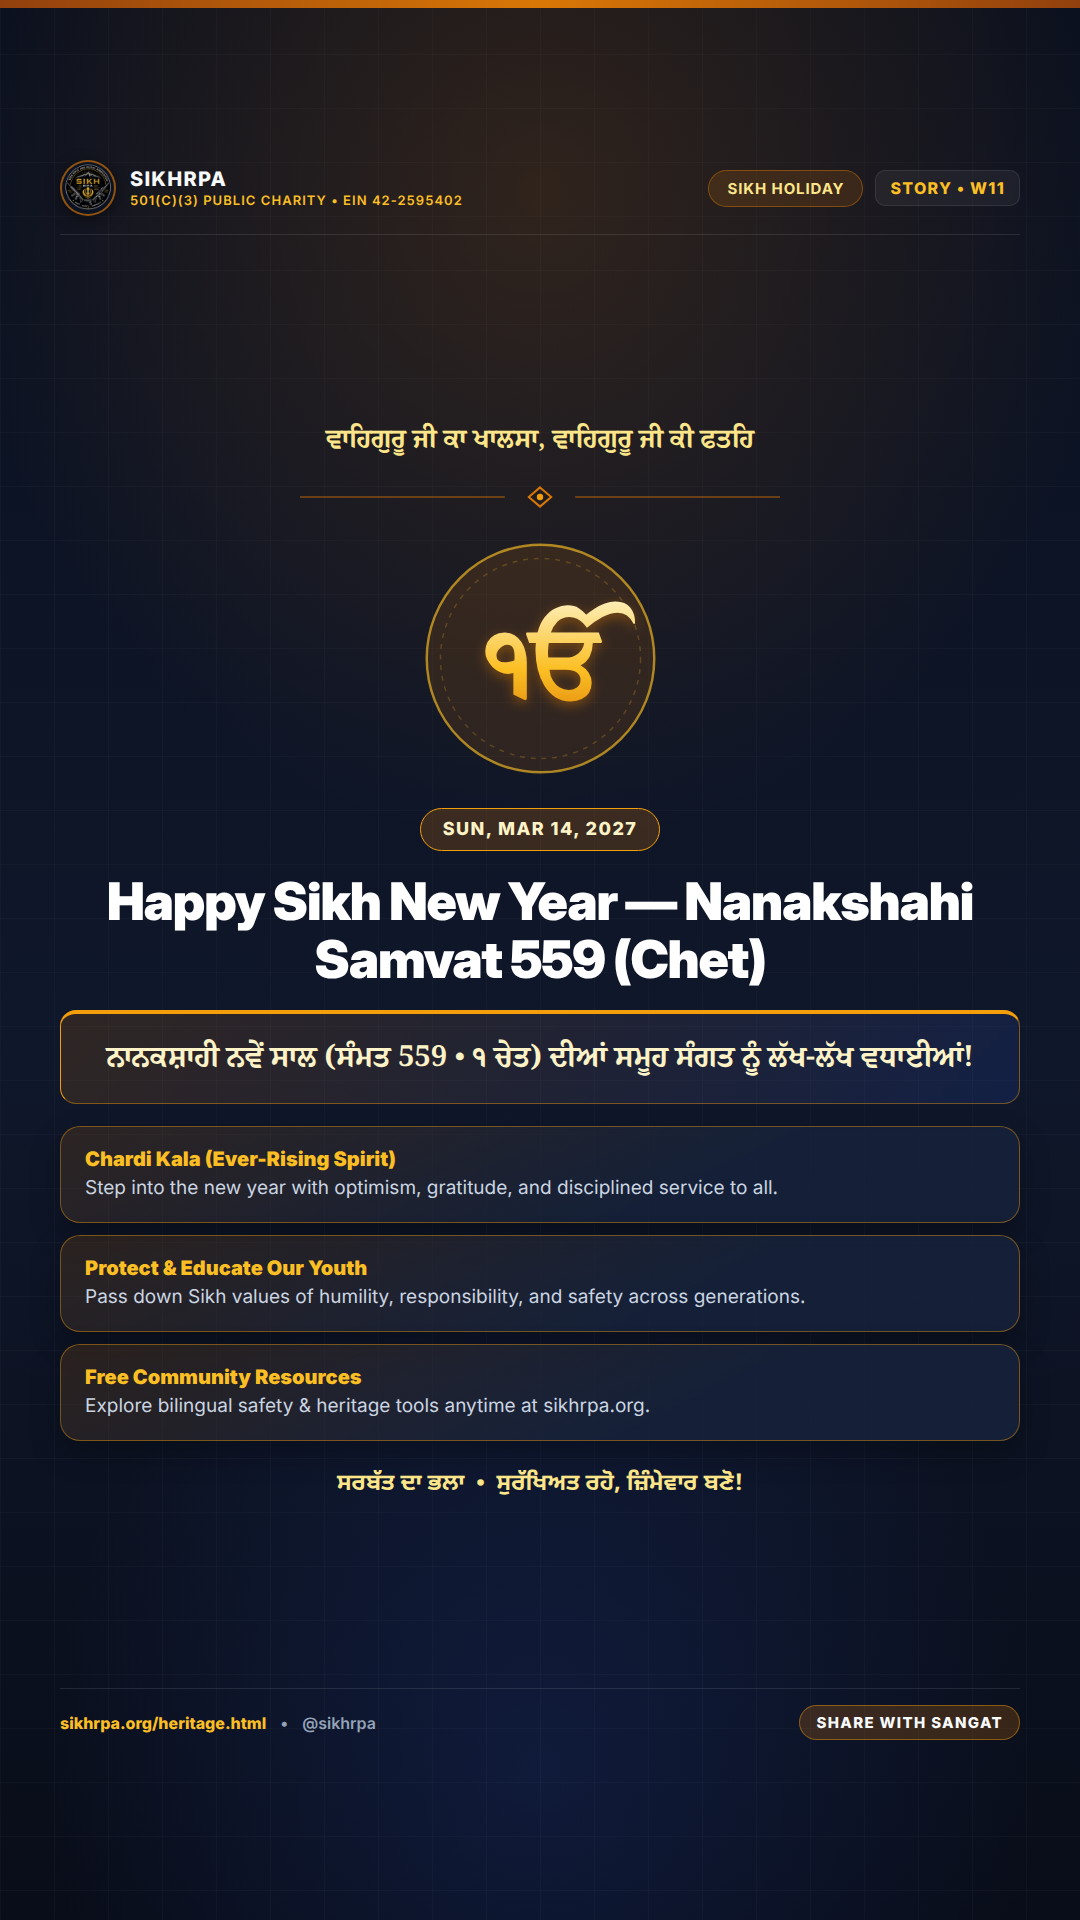 SIKHRPA
501(C)(3) PUBLIC CHARITY • EIN 42-2595402
SIKH HOLIDAY
STORY • W11
ਵਾਹਿਗੁਰੂ ਜੀ ਕਾ ਖਾਲਸਾ, ਵਾਹਿਗੁਰੂ ਜੀ ਕੀ ਫਤਹਿ
ੴ
SUN, MAR 14, 2027
Happy Sikh New Year — Nanakshahi
Samvat 559 (Chet)
ਨਾਨਕਸ਼ਾਹੀ ਨਵੇਂ ਸਾਲ (ਸੰਮਤ 559 • ੧ ਚੇਤ) ਦੀਆਂ ਸਮੂਹ ਸੰਗਤ ਨੂੰ ਲੱਖ-ਲੱਖ ਵਧਾਈਆਂ!
Chardi Kala (Ever-Rising Spirit)
Step into the new year with optimism, gratitude, and disciplined service to all.
Protect & Educate Our Youth
Pass down Sikh values of humility, responsibility, and safety across generations.
Free Community Resources
Explore bilingual safety & heritage tools anytime at sikhrpa.org.
ਸਰਬੱਤ ਦਾ ਭਲਾ • ਸੁਰੱਖਿਅਤ ਰਹੋ, ਜ਼ਿੰਮੇਵਾਰ ਬਣੋ!
sikhrpa.org/heritage.html • @sikhrpa
SHARE WITH SANGAT